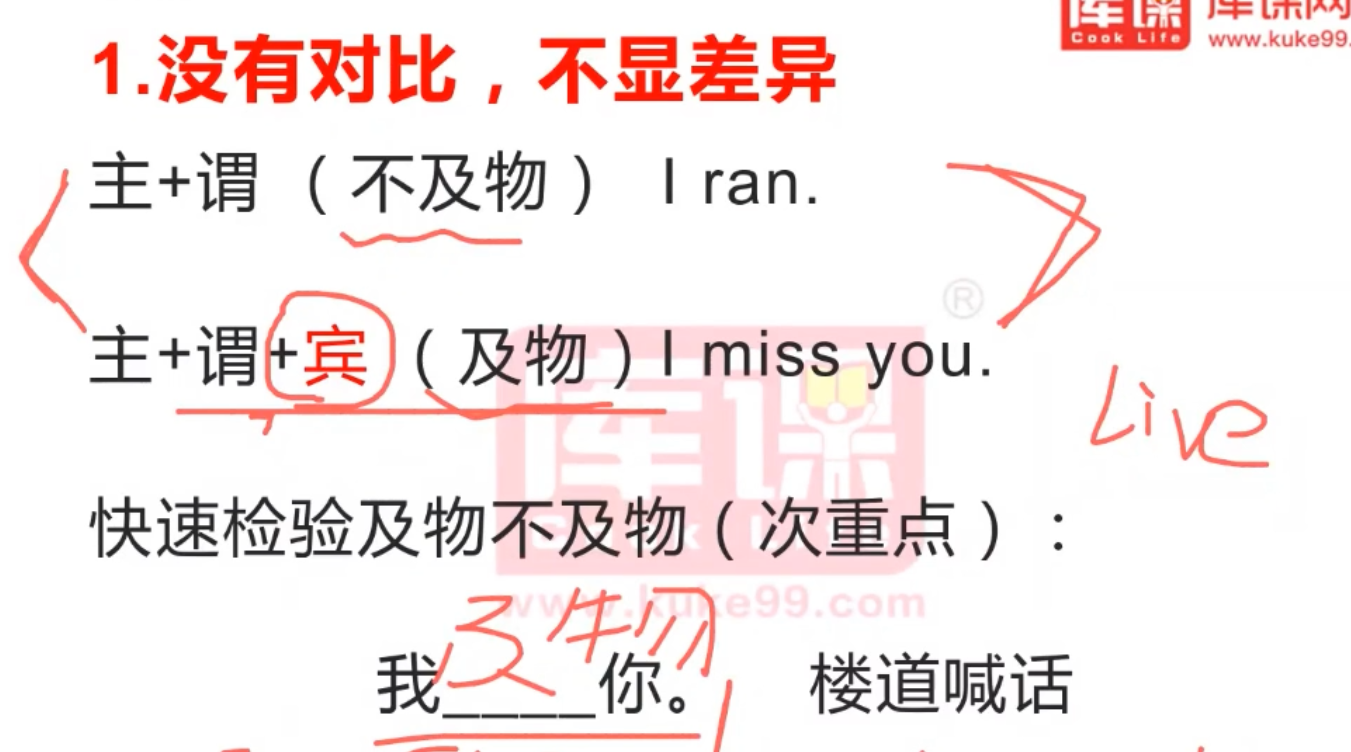 库课 库课网
Cook Life www.kuke99.
1.没有对比，不显差异
主+谓 （不及物） I ran.
主+谓+宾 （及物）I miss you.
®
库课
Live
快速检验及物不及物（次重点）：
www.kuke99.com
及物
我____你。 楼道喊话